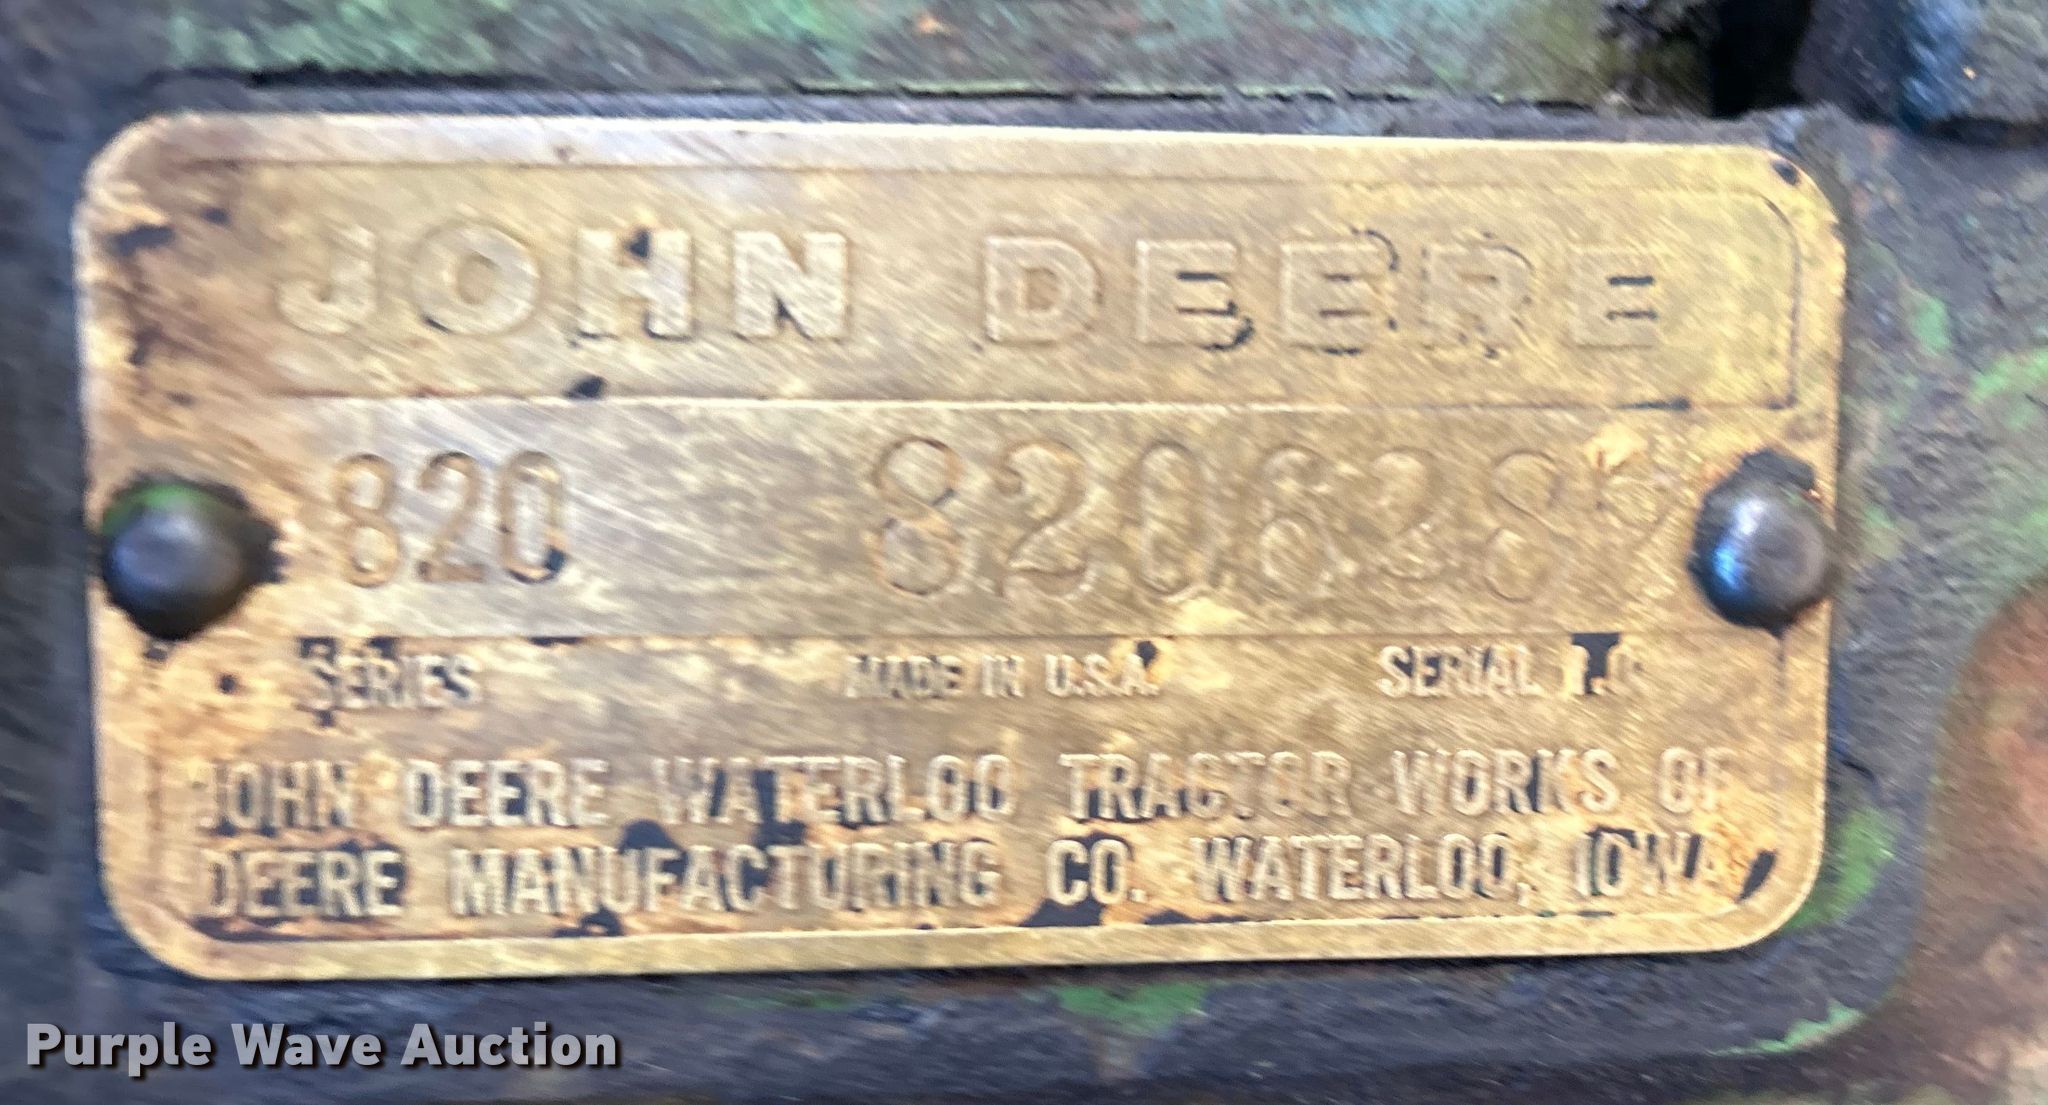 JOHN DEERE
820 8206289
SERIES MADE IN U.S.A. SERIAL
JOHN DEERE WATERLOO TRACTOR WORKS OF
DEERE MANUFACTURING CO. WATERLOO, IOWA
Purple Wave Auction